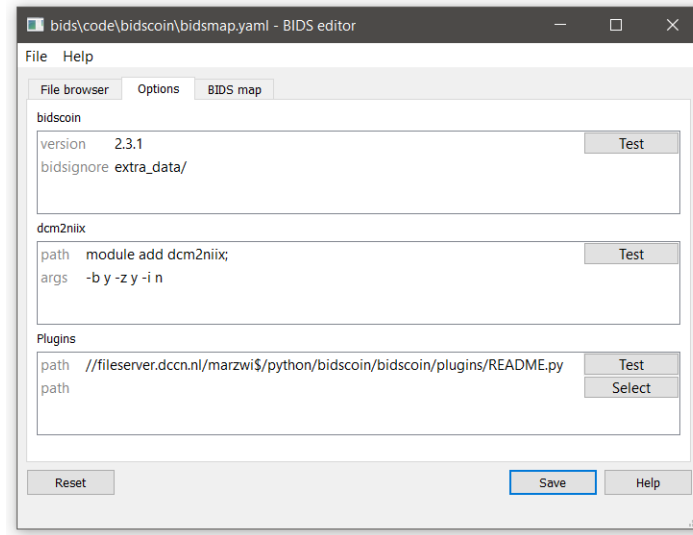 bids\code\bidscoin\bidsmap.yaml - BIDS editor
File Help
File browser Options BIDS map
bidscoin
version 2.3.1 Test
bidsignore extra_data/
dcm2niix
path module add dcm2niix; Test
args -b y -z y -i n
Plugins
path //fileserver.dccn.nl/marzwi$/python/bidscoin/bidscoin/plugins/README.py Test
path Select
Reset Save Help